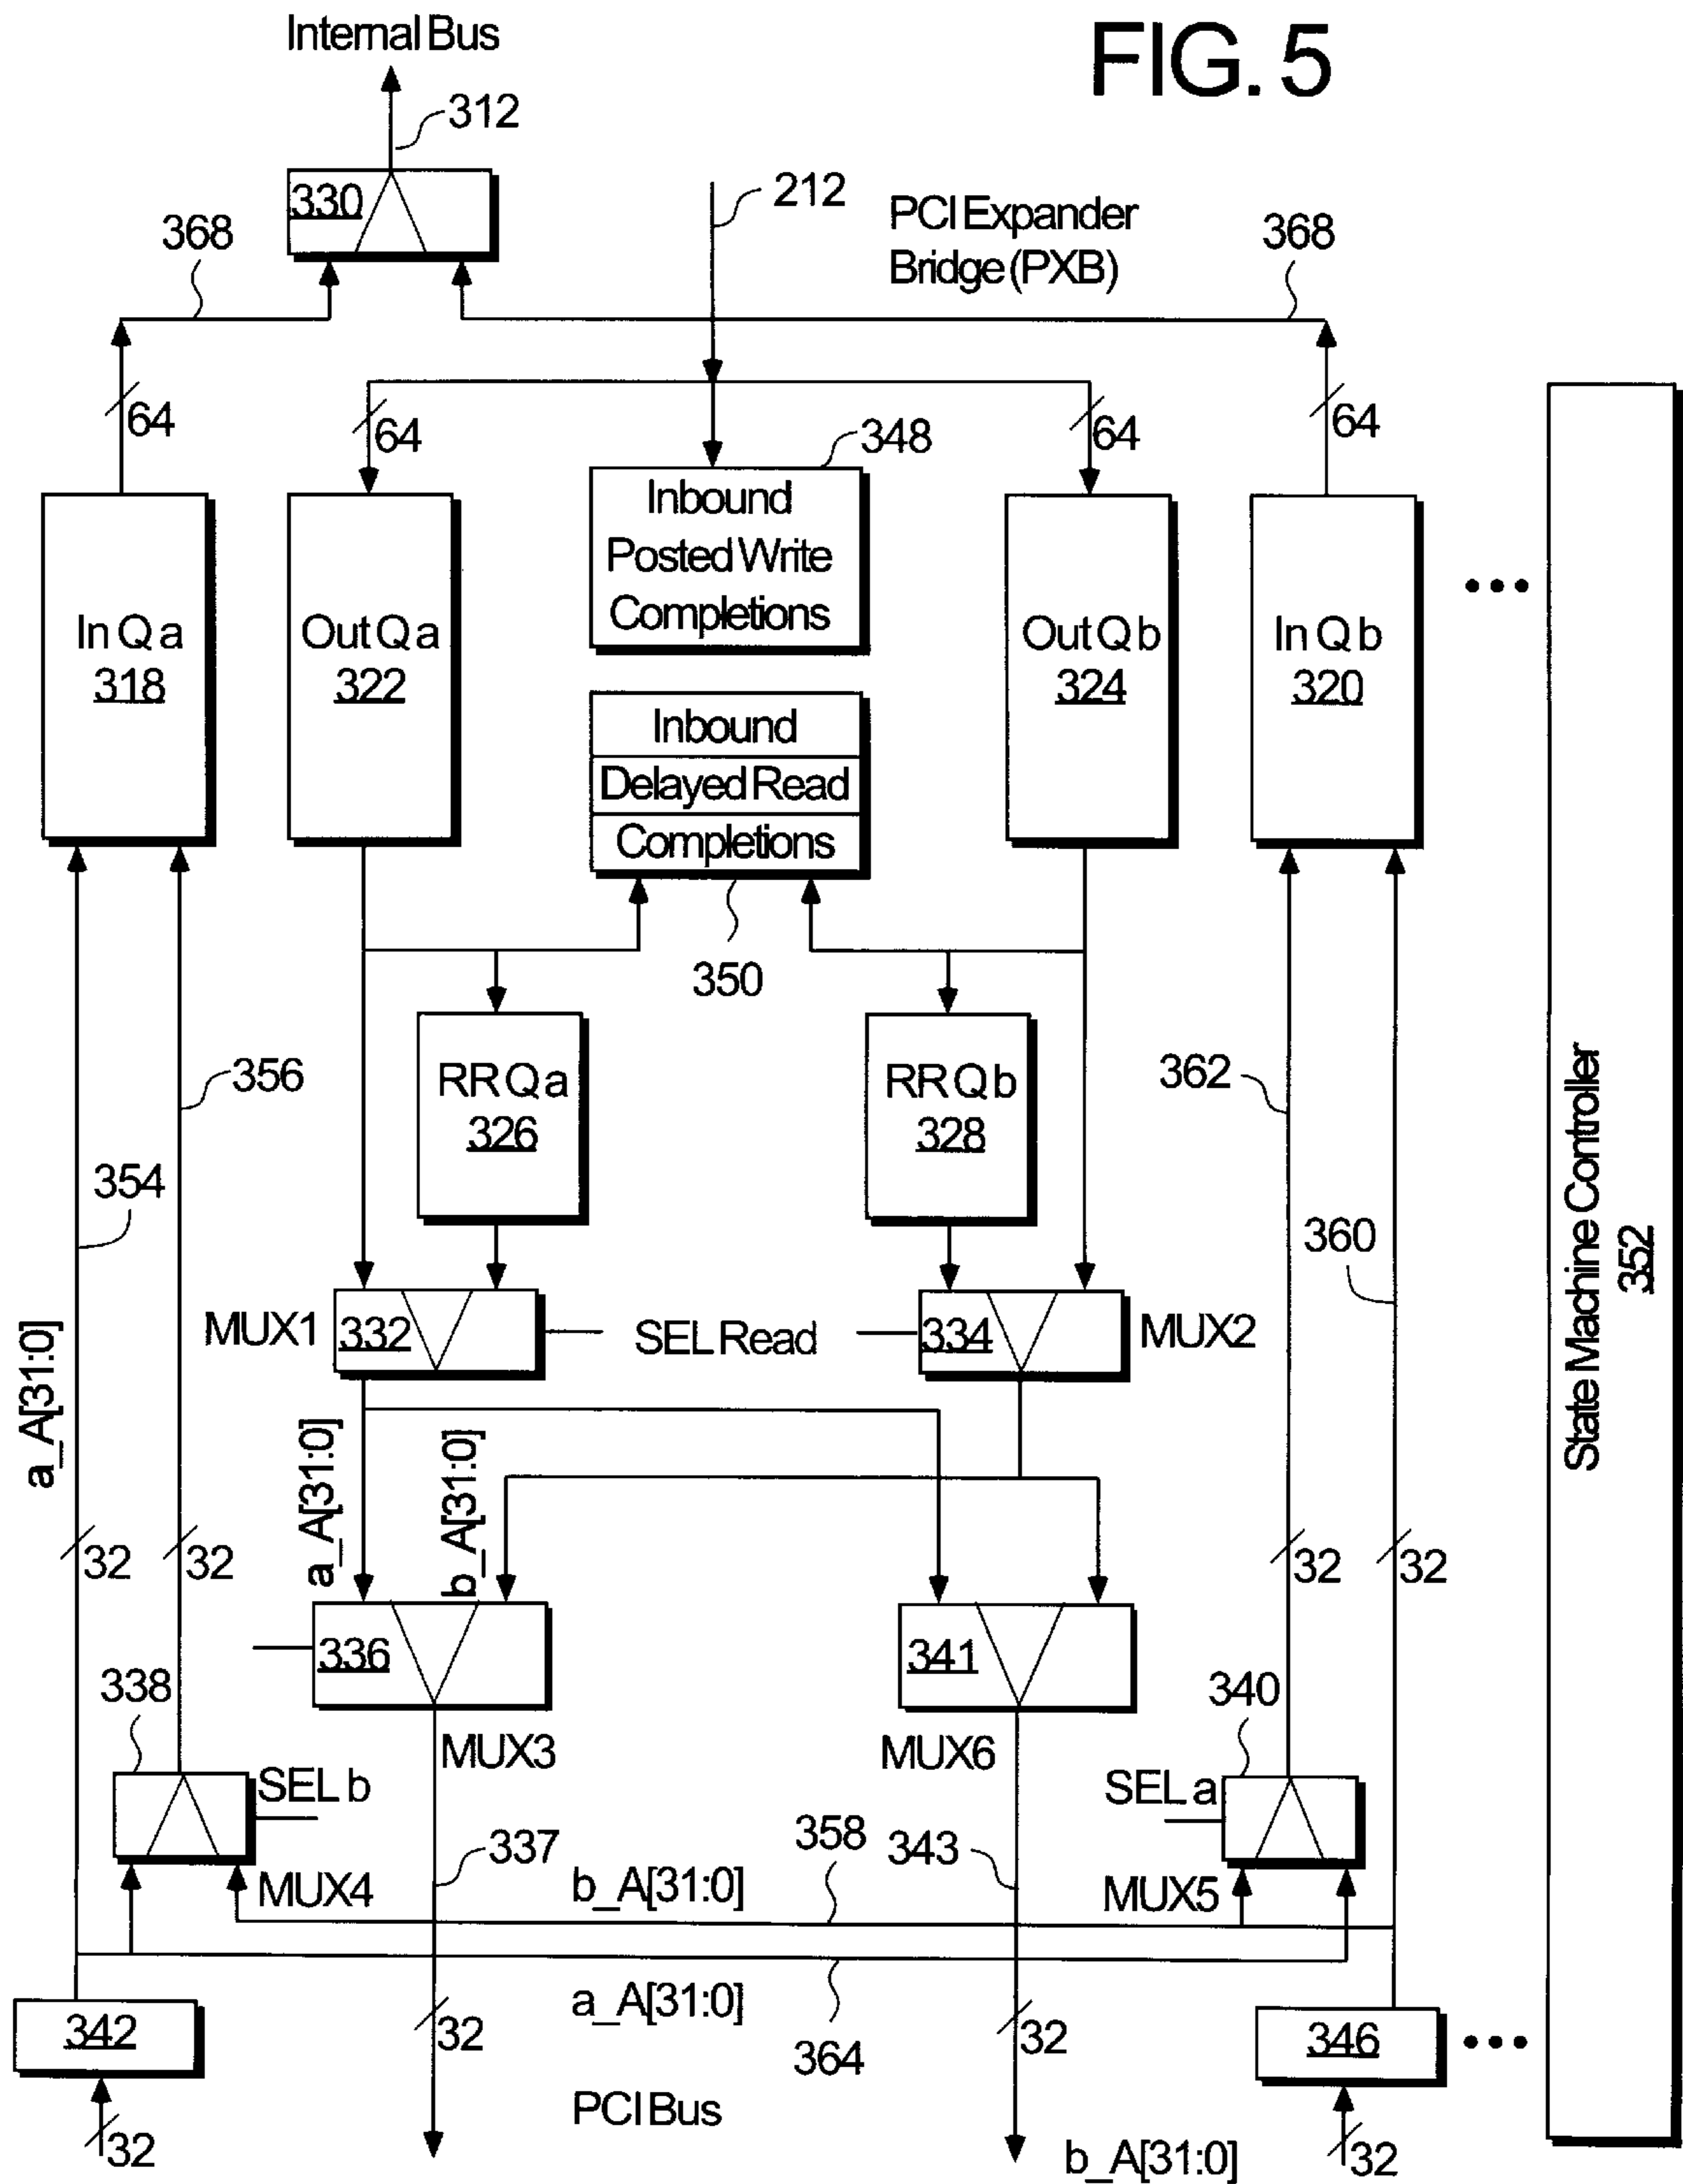 FIG. 5
Internal Bus
312
330
212
PCI Expander
Bridge (PXB)
368
368
64
64
64
64
348
Inbound
Posted Write
Completions
In Q a
318
Out Q a
322
Out Q b
324
In Q b
320
Inbound
Delayed Read
Completions
350
RR Q a
326
RR Q b
328
356
362
354
360
State Machine Controller
352
MUX1
332
SEL Read
334
MUX2
a_A[31:0]
a_A[31:0]
b_A[31:0]
32
32
32
32
336
341
338
340
MUX3
MUX6
SEL b
SEL a
337
358
343
MUX4
b_A[31:0]
MUX5
342
a_A[31:0]
346
32
32
364
PCI Bus
32
b_A[31:0]
32